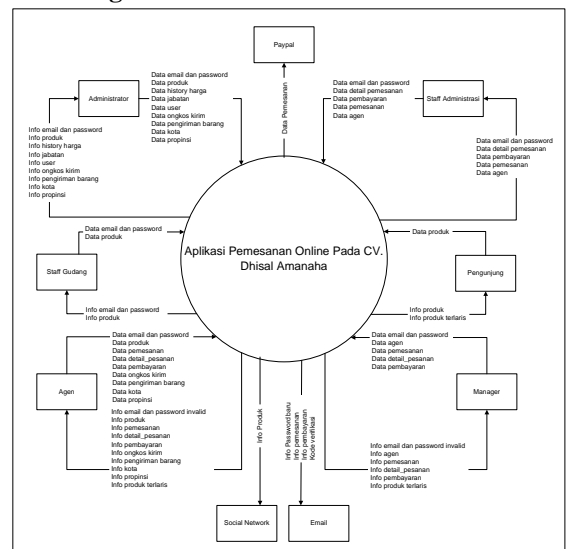 Paypal
Data Pemesanan
Administrator
Data email dan password
Data produk
Data history harga
Data jabatan
Data user
Data ongkos kirim
Data pengiriman barang
Data kota
Data propinsi
Data email dan password
Data detail pemesanan
Data pembayaran
Data pemesanan
Data agen
Staff Administrasi
Info email dan password
Info produk
Info history harga
Info jabatan
Info user
Info ongkos kirim
Info pengiriman barang
Info kota
Info propinsi
Data email dan password
Data detail pemesanan
Data pembayaran
Data pemesanan
Data agen
Data email dan password
Data produk
Staff Gudang
Info email dan password
Info produk
Aplikasi Pemesanan Online Pada CV.
Dhisal Amanaha
Data produk
Pengunjung
Info produk
Info produk terlaris
Agen
Data email dan password
Data produk
Data pemesanan
Data detail_pesanan
Data pembayaran
Data ongkos kirim
Data pengiriman barang
Data kota
Data propinsi
Info email dan password invalid
Info produk
Info pemesanan
Info detail_pesanan
Info pembayaran
Info ongkos kirim
Info pengiriman barang
Info kota
Info propinsi
Info produk terlaris
Info Produk
Info Password baru
Info pemesanan
Info pembayaran
Kode verifikasi
Data email dan password
Data agen
Data pemesanan
Data detail_pesanan
Data pembayaran
Manager
Info email dan password invalid
Info agen
Info pemesanan
Info detail_pesanan
Info pembayaran
Info produk terlaris
Social Network
Email